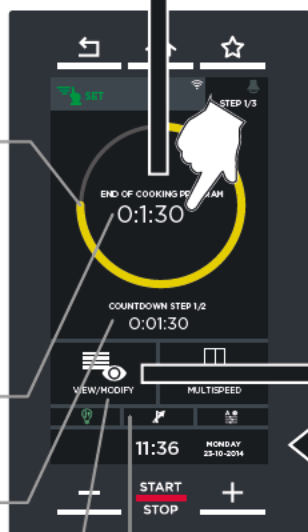 SET
STEP 1/3
END OF COOKING PR AM
0:1:30
COUNTDOWN STEP 1/2
0:01:30
VIEW/MODIFY
MULTISPEED
11:36
MONDAY
23-10-2014
START
STOP